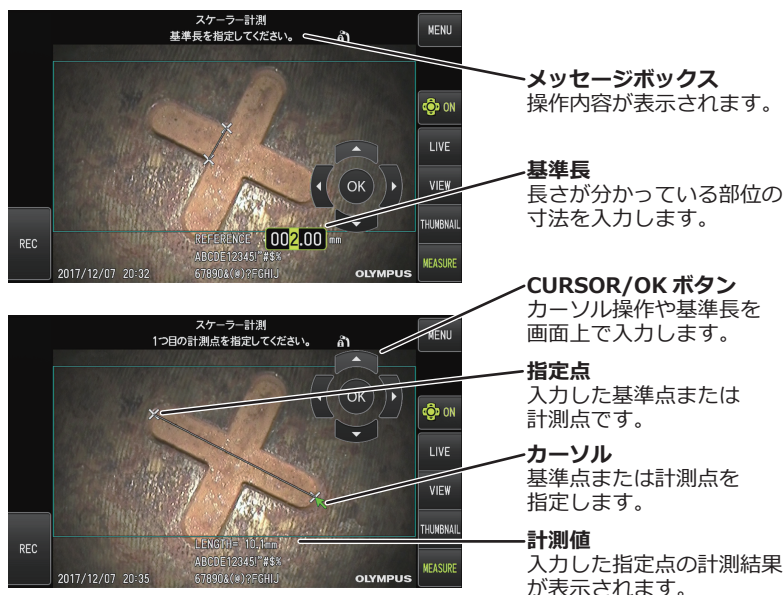 スケーラー計測
基準長を指定してください。
MENU
ON
LIVE
VIEW
THUMBNAIL
MEASURE
REC
OK
REFERENCE 002.00 mm
ABCDE12345!"#$%
67890&(*)?FGHIJ
2017/12/07 20:32
OLYMPUS
メッセージボックス
操作内容が表示されます。
基準長
長さが分かっている部位の
寸法を入力します。
スケーラー計測
1つ目の計測点を指定してください。
MENU
ON
LIVE
VIEW
THUMBNAIL
MEASURE
REC
OK
LENGTH= 10.1mm
ABCDE12345!"#$%
67890&(*)?FGHIJ
2017/12/07 20:35
OLYMPUS
CURSOR/OK ボタン
カーソル操作や基準長を
画面上で入力します。
指定点
入力した基準点または
計測点です。
カーソル
基準点または計測点を
指定します。
計測値
入力した指定点の計測結果
が表示されます。